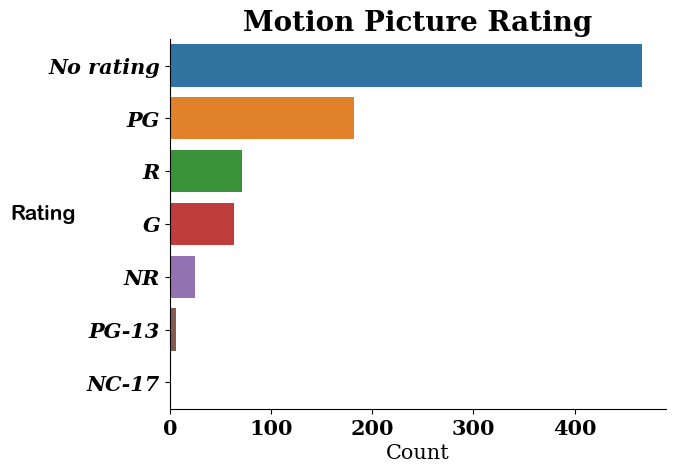 Motion Picture Rating
No rating
PG
R
G
NR
PG-13
NC-17
Rating
0 100 200 300 400
Count